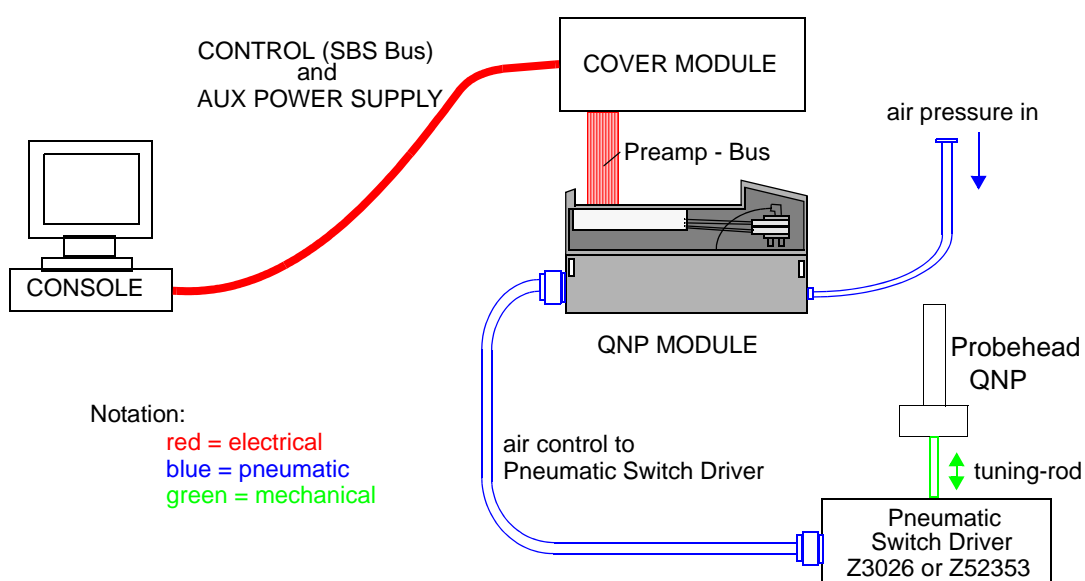 CONTROL (SBS Bus)
and
AUX POWER SUPPLY
COVER MODULE
air pressure in
Preamp - Bus
CONSOLE
QNP MODULE
Probehead
QNP
Notation:
red = electrical
blue = pneumatic
green = mechanical
air control to
Pneumatic Switch Driver
tuning-rod
Pneumatic
Switch Driver
Z3026 or Z52353